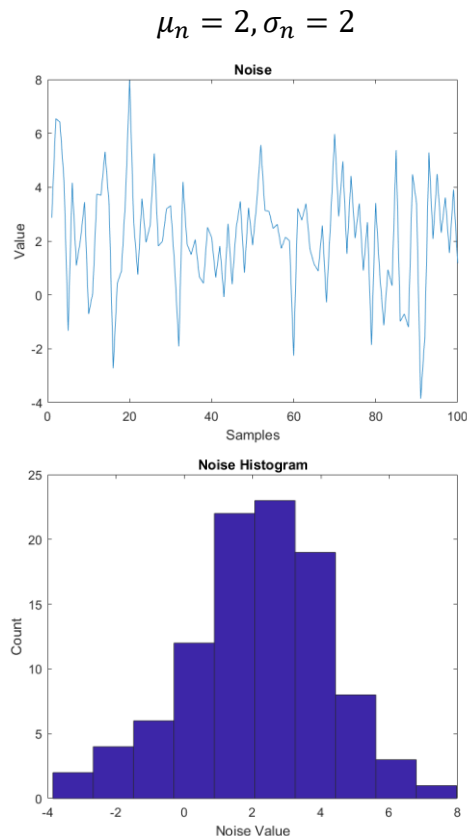 μₙ = 2, σₙ = 2
Noise
8
6
4
2
0
-2
-4
Value
0 20 40 60 80 100
Samples
Noise Histogram
25
20
15
10
5
0
Count
-4 -2 0 2 4 6 8
Noise Value